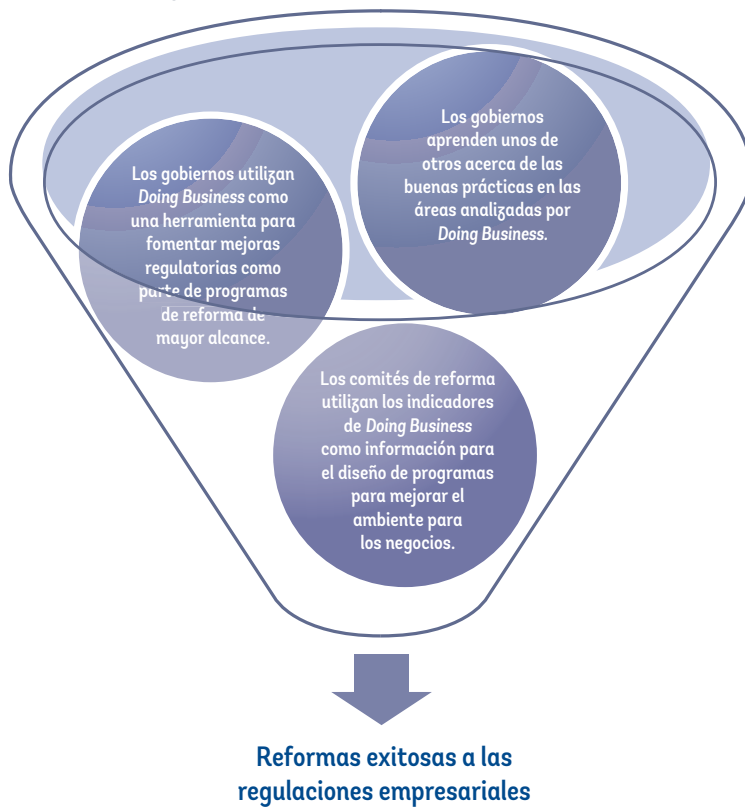 Los gobiernos utilizan
Doing Business como
una herramienta para
fomentar mejoras
regulatorias como
parte de programas
de reforma de
mayor alcance.
Los gobiernos
aprenden unos de
otros acerca de las
buenas prácticas en las
áreas analizadas por
Doing Business.
Los comités de reforma
utilizan los indicadores
de Doing Business
como información para
el diseño de programas
para mejorar el
ambiente para
los negocios.
Reformas exitosas a las
regulaciones empresariales